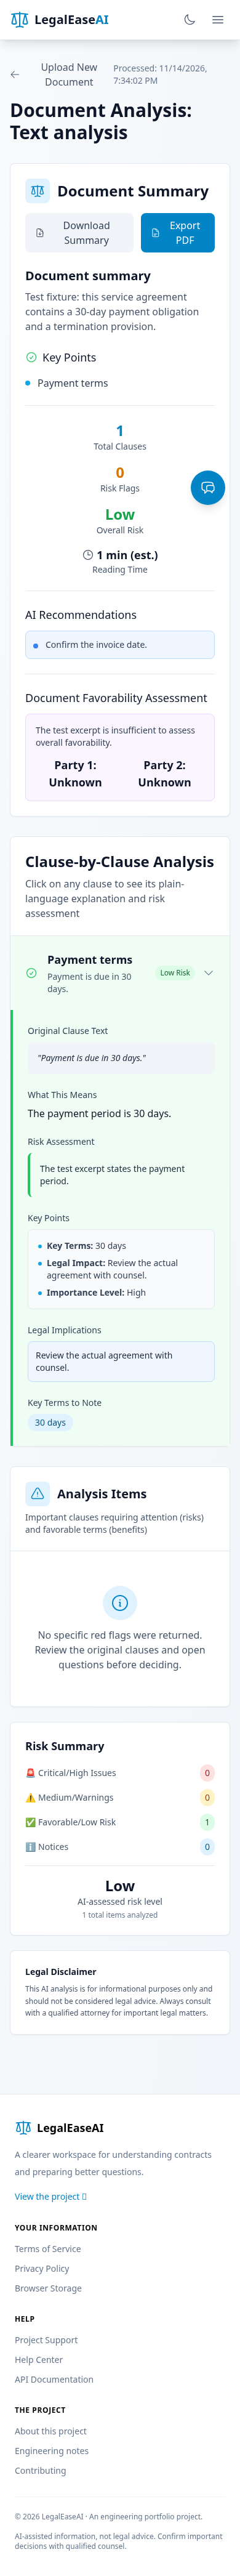 LegalEaseAI
Upload New
Document
Processed: 11/14/2026,
7:34:02 PM
Document Analysis:
Text analysis
Document Summary
Download
Summary
Export
PDF
Document summary
Test fixture: this service agreement
contains a 30-day payment obligation
and a termination provision.
Key Points
Payment terms
1
Total Clauses
0
Risk Flags
Low
Overall Risk
1 min (est.)
Reading Time
AI Recommendations
Confirm the invoice date.
Document Favorability Assessment
The test excerpt is insufficient to assess
overall favorability.
Party 1:
Unknown
Party 2:
Unknown
Clause-by-Clause Analysis
Click on any clause to see its plain-
language explanation and risk
assessment
Payment terms
Payment is due in 30
days.
Low Risk
Original Clause Text
"Payment is due in 30 days."
What This Means
The payment period is 30 days.
Risk Assessment
The test excerpt states the payment
period.
Key Points
Key Terms: 30 days
Legal Impact: Review the actual
agreement with counsel.
Importance Level: High
Legal Implications
Review the actual agreement with
counsel.
Key Terms to Note
30 days
Analysis Items
Important clauses requiring attention (risks)
and favorable terms (benefits)
No specific red flags were returned.
Review the original clauses and open
questions before deciding.
Risk Summary
🚨 Critical/High Issues 0
⚠️ Medium/Warnings 0
✅ Favorable/Low Risk 1
ℹ️ Notices 0
Low
AI-assessed risk level
1 total items analyzed
Legal Disclaimer
This AI analysis is for informational purposes only and
should not be considered legal advice. Always consult
with a qualified attorney for important legal matters.
LegalEaseAI
A clearer workspace for understanding contracts
and preparing better questions.
View the project
YOUR INFORMATION
Terms of Service
Privacy Policy
Browser Storage
HELP
Project Support
Help Center
API Documentation
THE PROJECT
About this project
Engineering notes
Contributing
© 2026 LegalEaseAI · An engineering portfolio project.
AI-assisted information, not legal advice. Confirm important
decisions with qualified counsel.